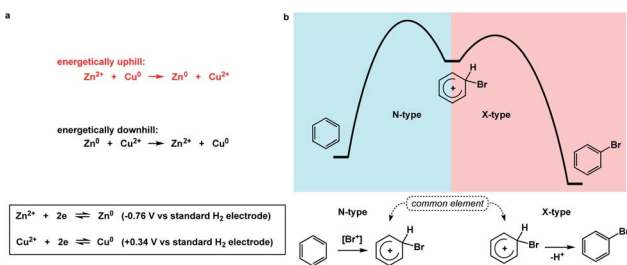 a
energetically uphill:
Zn²⁺ + Cu⁰ → Zn⁰ + Cu²⁺
energetically downhill:
Zn⁰ + Cu²⁺ → Zn²⁺ + Cu⁰
Zn²⁺ + 2e ⇌ Zn⁰ (-0.76 V vs standard H₂ electrode)
Cu²⁺ + 2e ⇌ Cu⁰ (+0.34 V vs standard H₂ electrode)
b
H
Br
+
N-type
X-type
Br
common element
N-type
X-type
[Br⁺]
H
Br
+
H
Br
+
-H⁺
Br